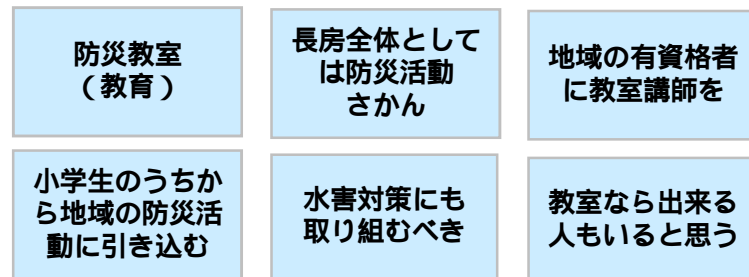 防災教室
（教育）
長房全体として
は防災活動
さかん
地域の有資格者
に教室講師を
小学生のうちか
ら地域の防災活
動に引き込む
水害対策にも
取り組むべき
教室なら出来る
人もいると思う